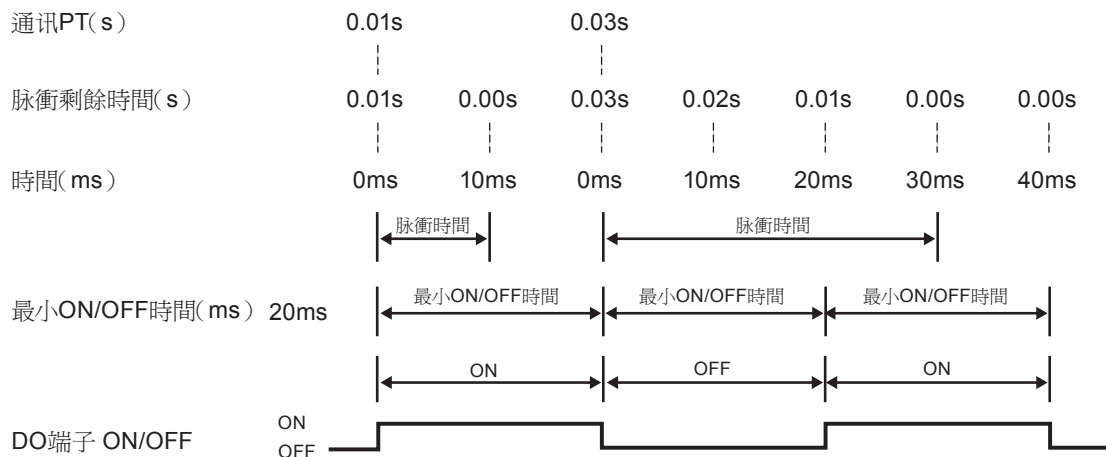 通讯PT(s) 0.01s 0.03s
脉衝剩餘時間(s) 0.01s 0.00s 0.03s 0.02s 0.01s 0.00s 0.00s
時間(ms) 0ms 10ms 0ms 10ms 20ms 30ms 40ms
脉衝時間 脉衝時間
最小ON/OFF時間(ms) 20ms 最小ON/OFF時間 最小ON/OFF時間 最小ON/OFF時間
ON OFF ON
ON
DO端子 ON/OFF
OFF